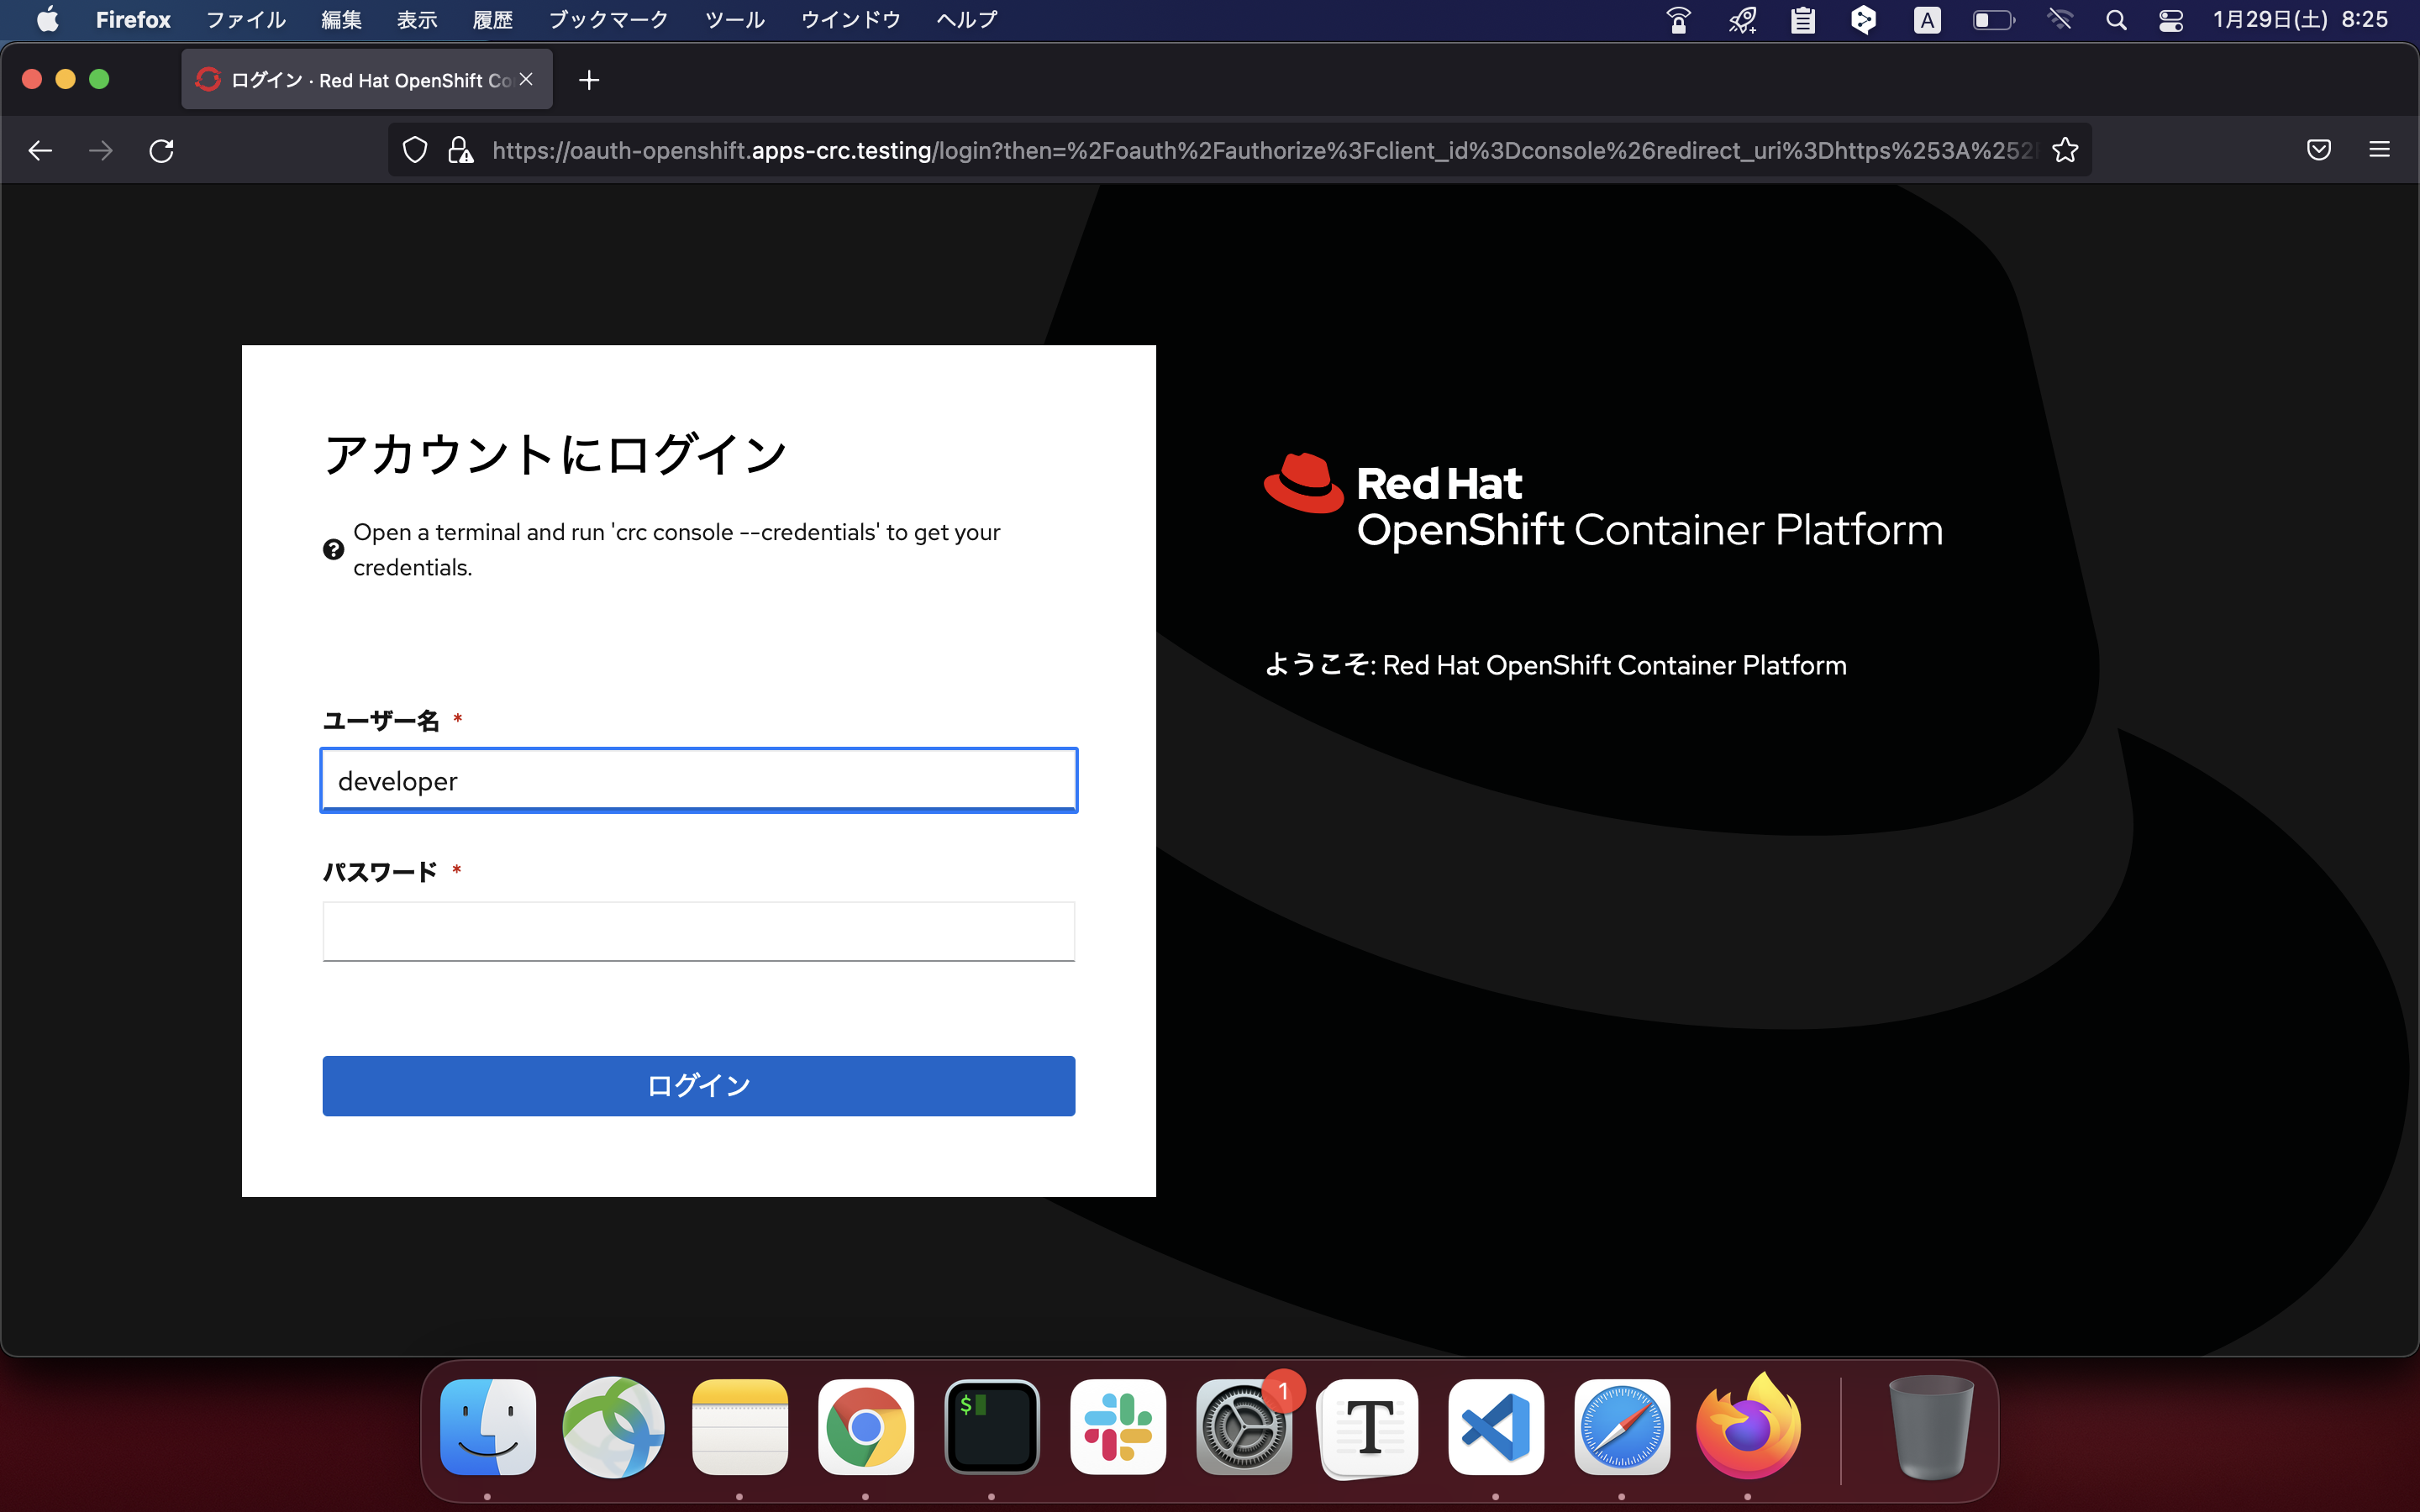 Firefox ファイル 編集 表示 履歴 ブックマーク ツール ウインドウ ヘルプ A 1月29日(土) 8:25
ログイン · Red Hat OpenShift Co
https://oauth-openshift.apps-crc.testing/login?then=%2Foauth%2Fauthorize%3Fclient_id%3Dconsole%26redirect_uri%3Dhttps%253A%252
アカウントにログイン
Open a terminal and run 'crc console --credentials' to get your
credentials.
ユーザー名 *
developer
パスワード *
ログイン
Red Hat
OpenShift Container Platform
ようこそ: Red Hat OpenShift Container Platform
$
1
T